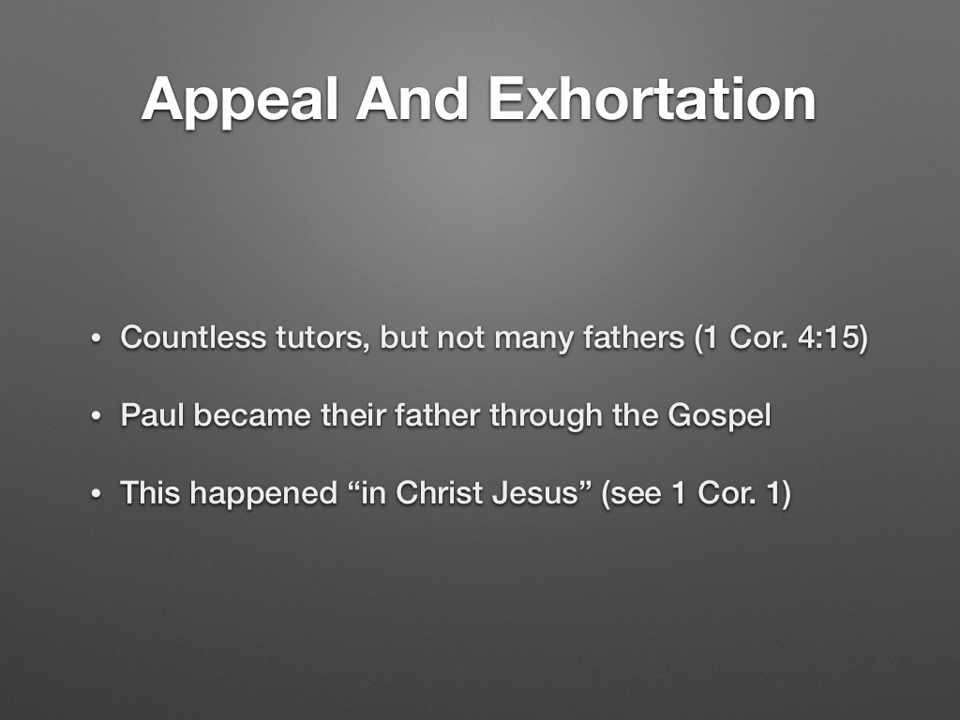 Appeal And Exhortation
• Countless tutors, but not many fathers (1 Cor. 4:15)
• Paul became their father through the Gospel
• This happened “in Christ Jesus” (see 1 Cor. 1)